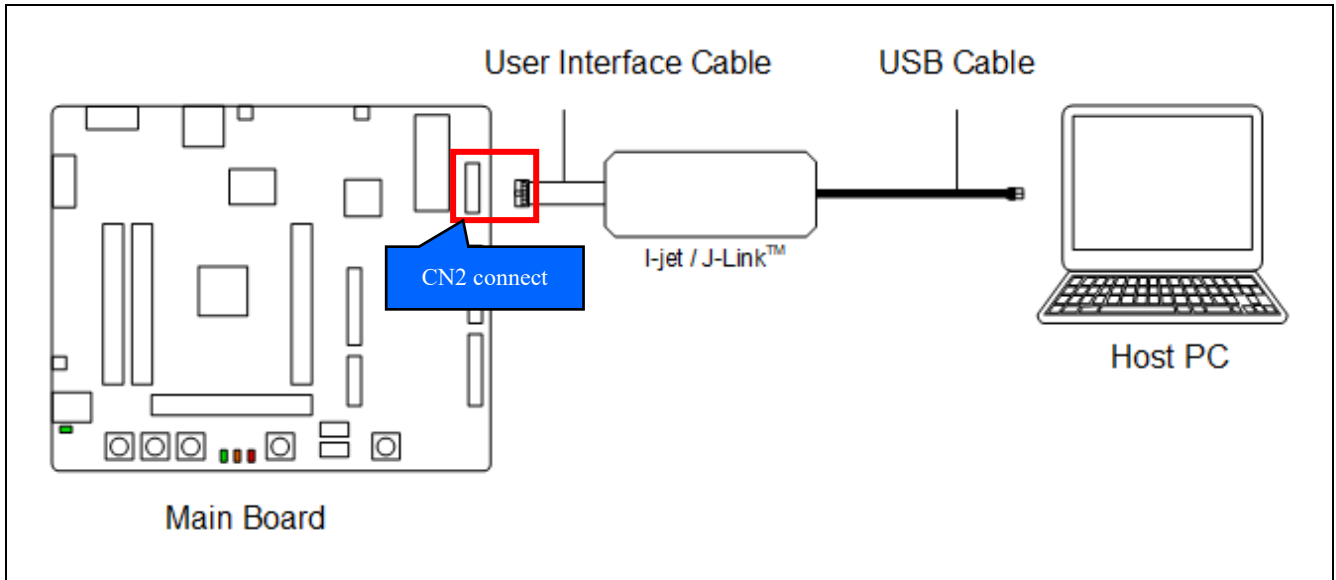 User Interface Cable
USB Cable
CN2 connect
I-jet / J-Link™
Host PC
Main Board